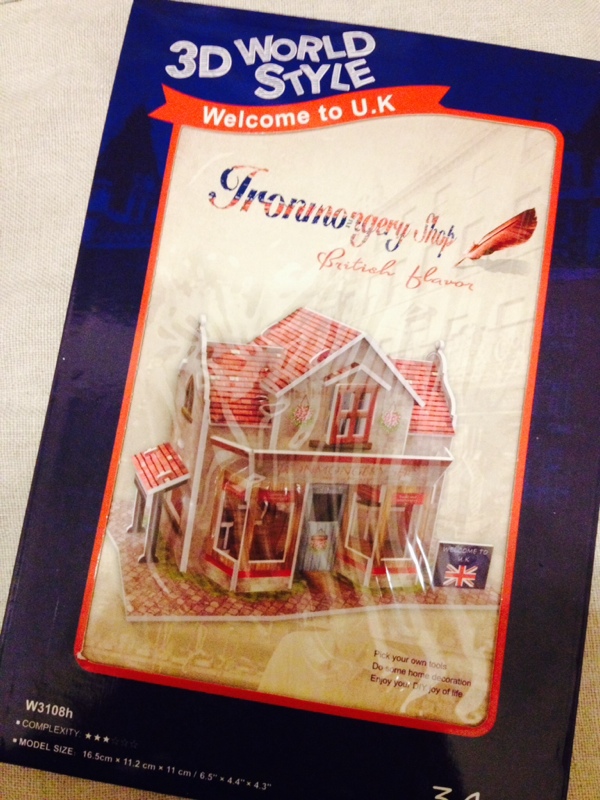 3D WORLD
STYLE
Welcome to U.K
Ironmongery Shop
British flavor
IRONMONGERY
WELCOME TO
U.K
Pick your own tools
Do some home decoration
Enjoy your DIY joy of life
W3108h
• COMPLEXITY: ★★★☆☆☆
• MODEL SIZE: 16.5cm × 11.2 cm × 11 cm / 6.5" × 4.4" × 4.3"